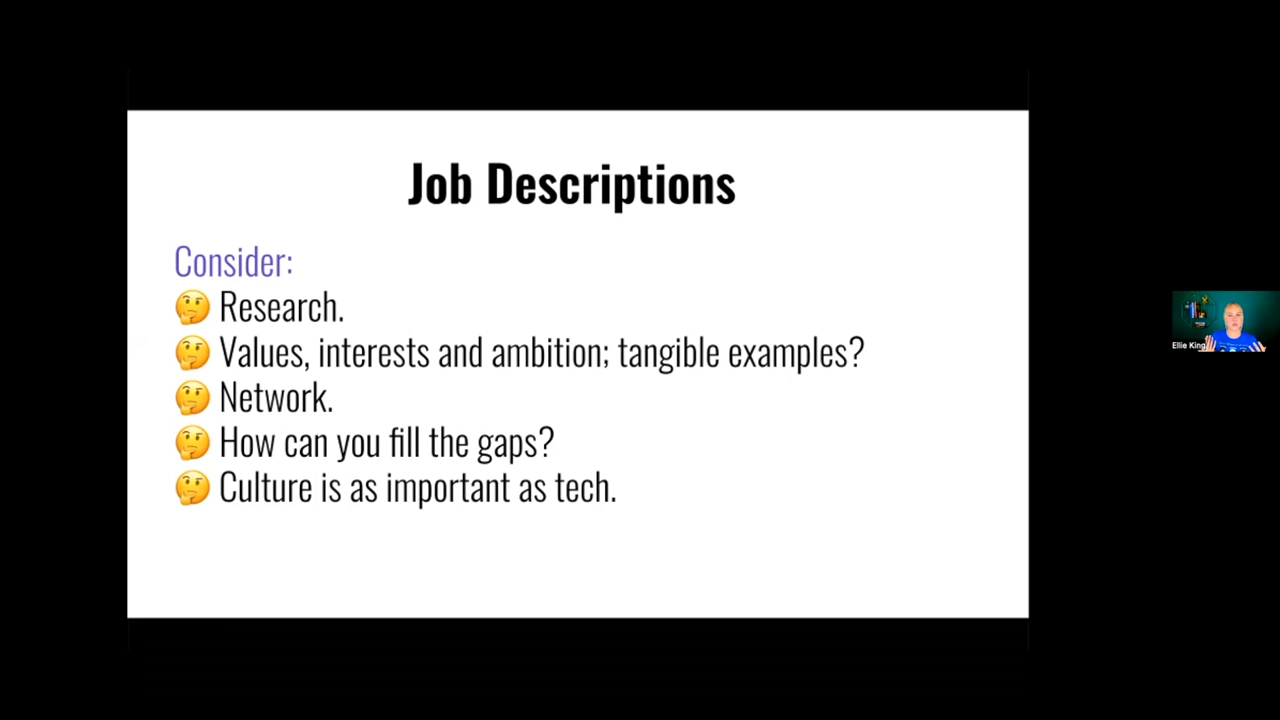 Job Descriptions
Consider:
🤔 Research.
🤔 Values, interests and ambition; tangible examples?
🤔 Network.
🤔 How can you fill the gaps?
🤔 Culture is as important as tech.
Ellie King